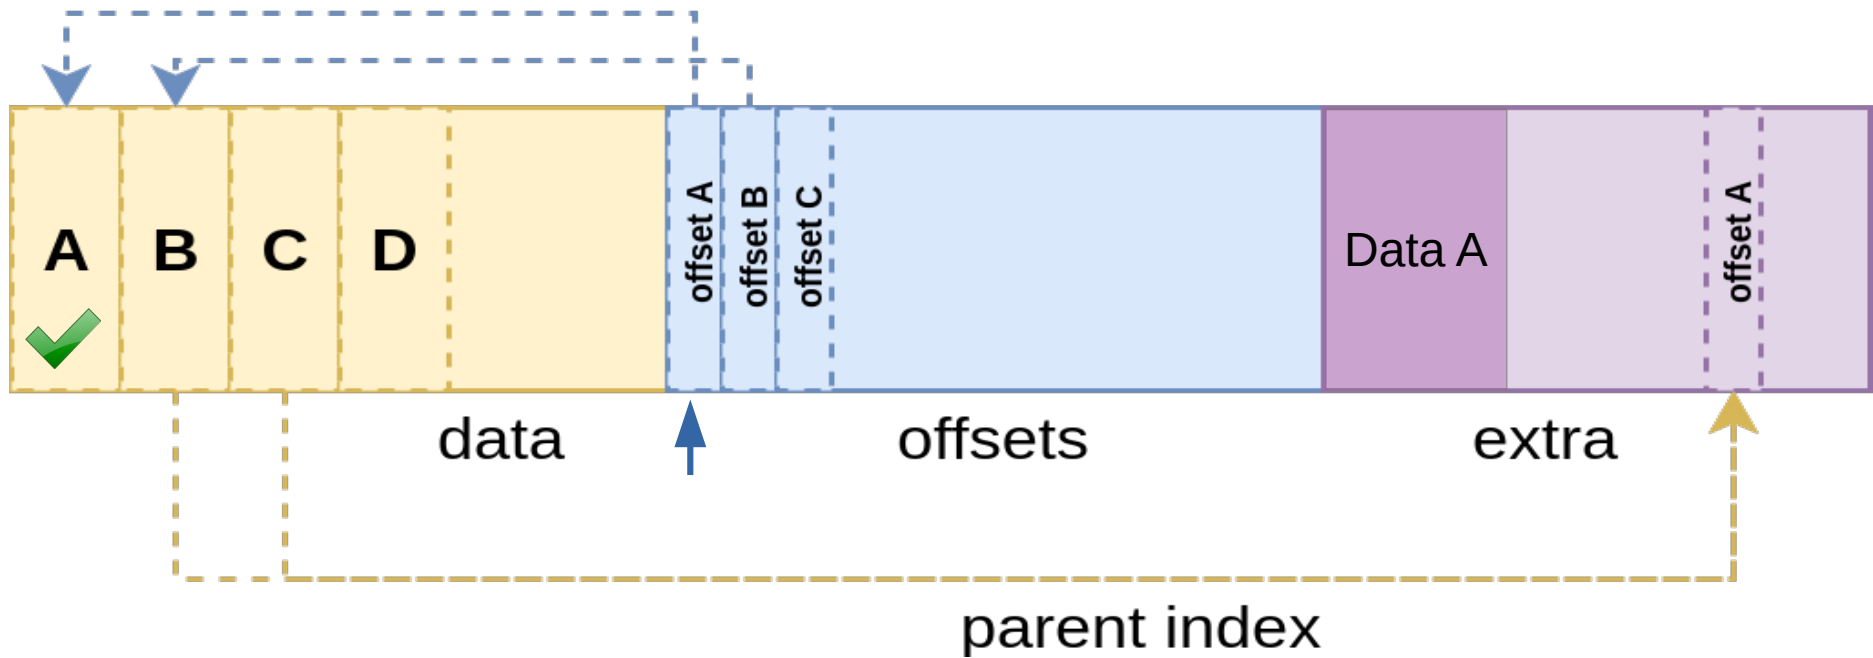 A
B
C
D
offset A
offset B
offset C
Data A
offset A
data
offsets
extra
parent index